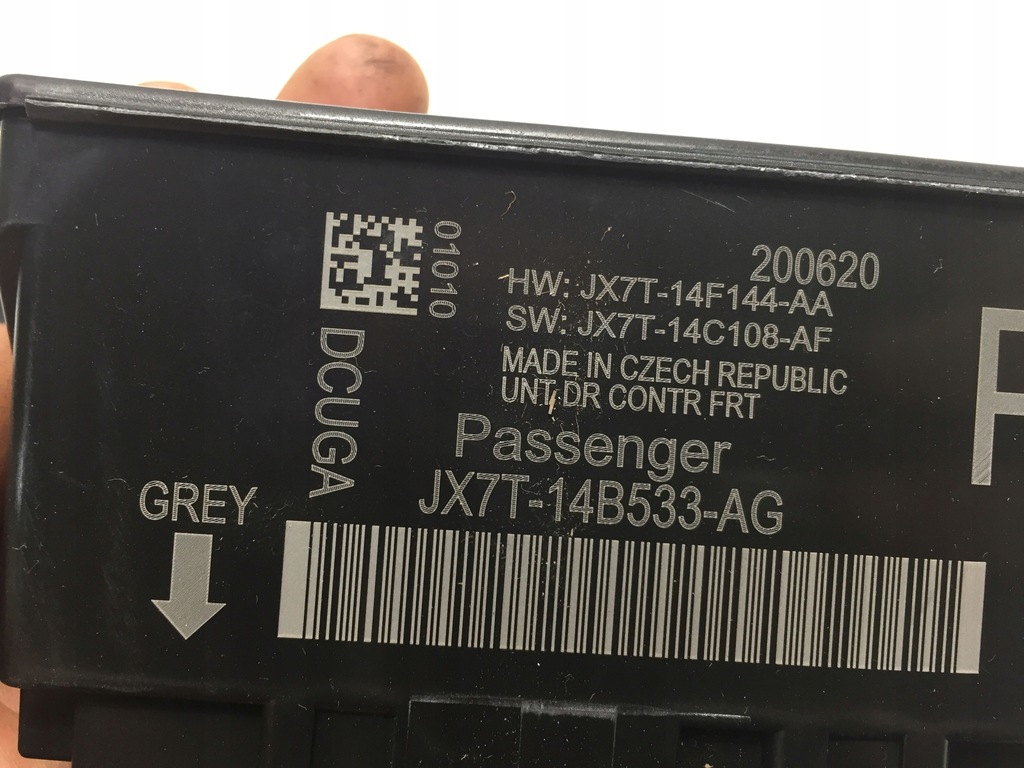 01010
200620
HW: JX7T-14F144-AA
SW: JX7T-14C108-AF
MADE IN CZECH REPUBLIC
UNT DR CONTR FRT
DCUGA
Passenger
JX7T-14B533-AG
GREY